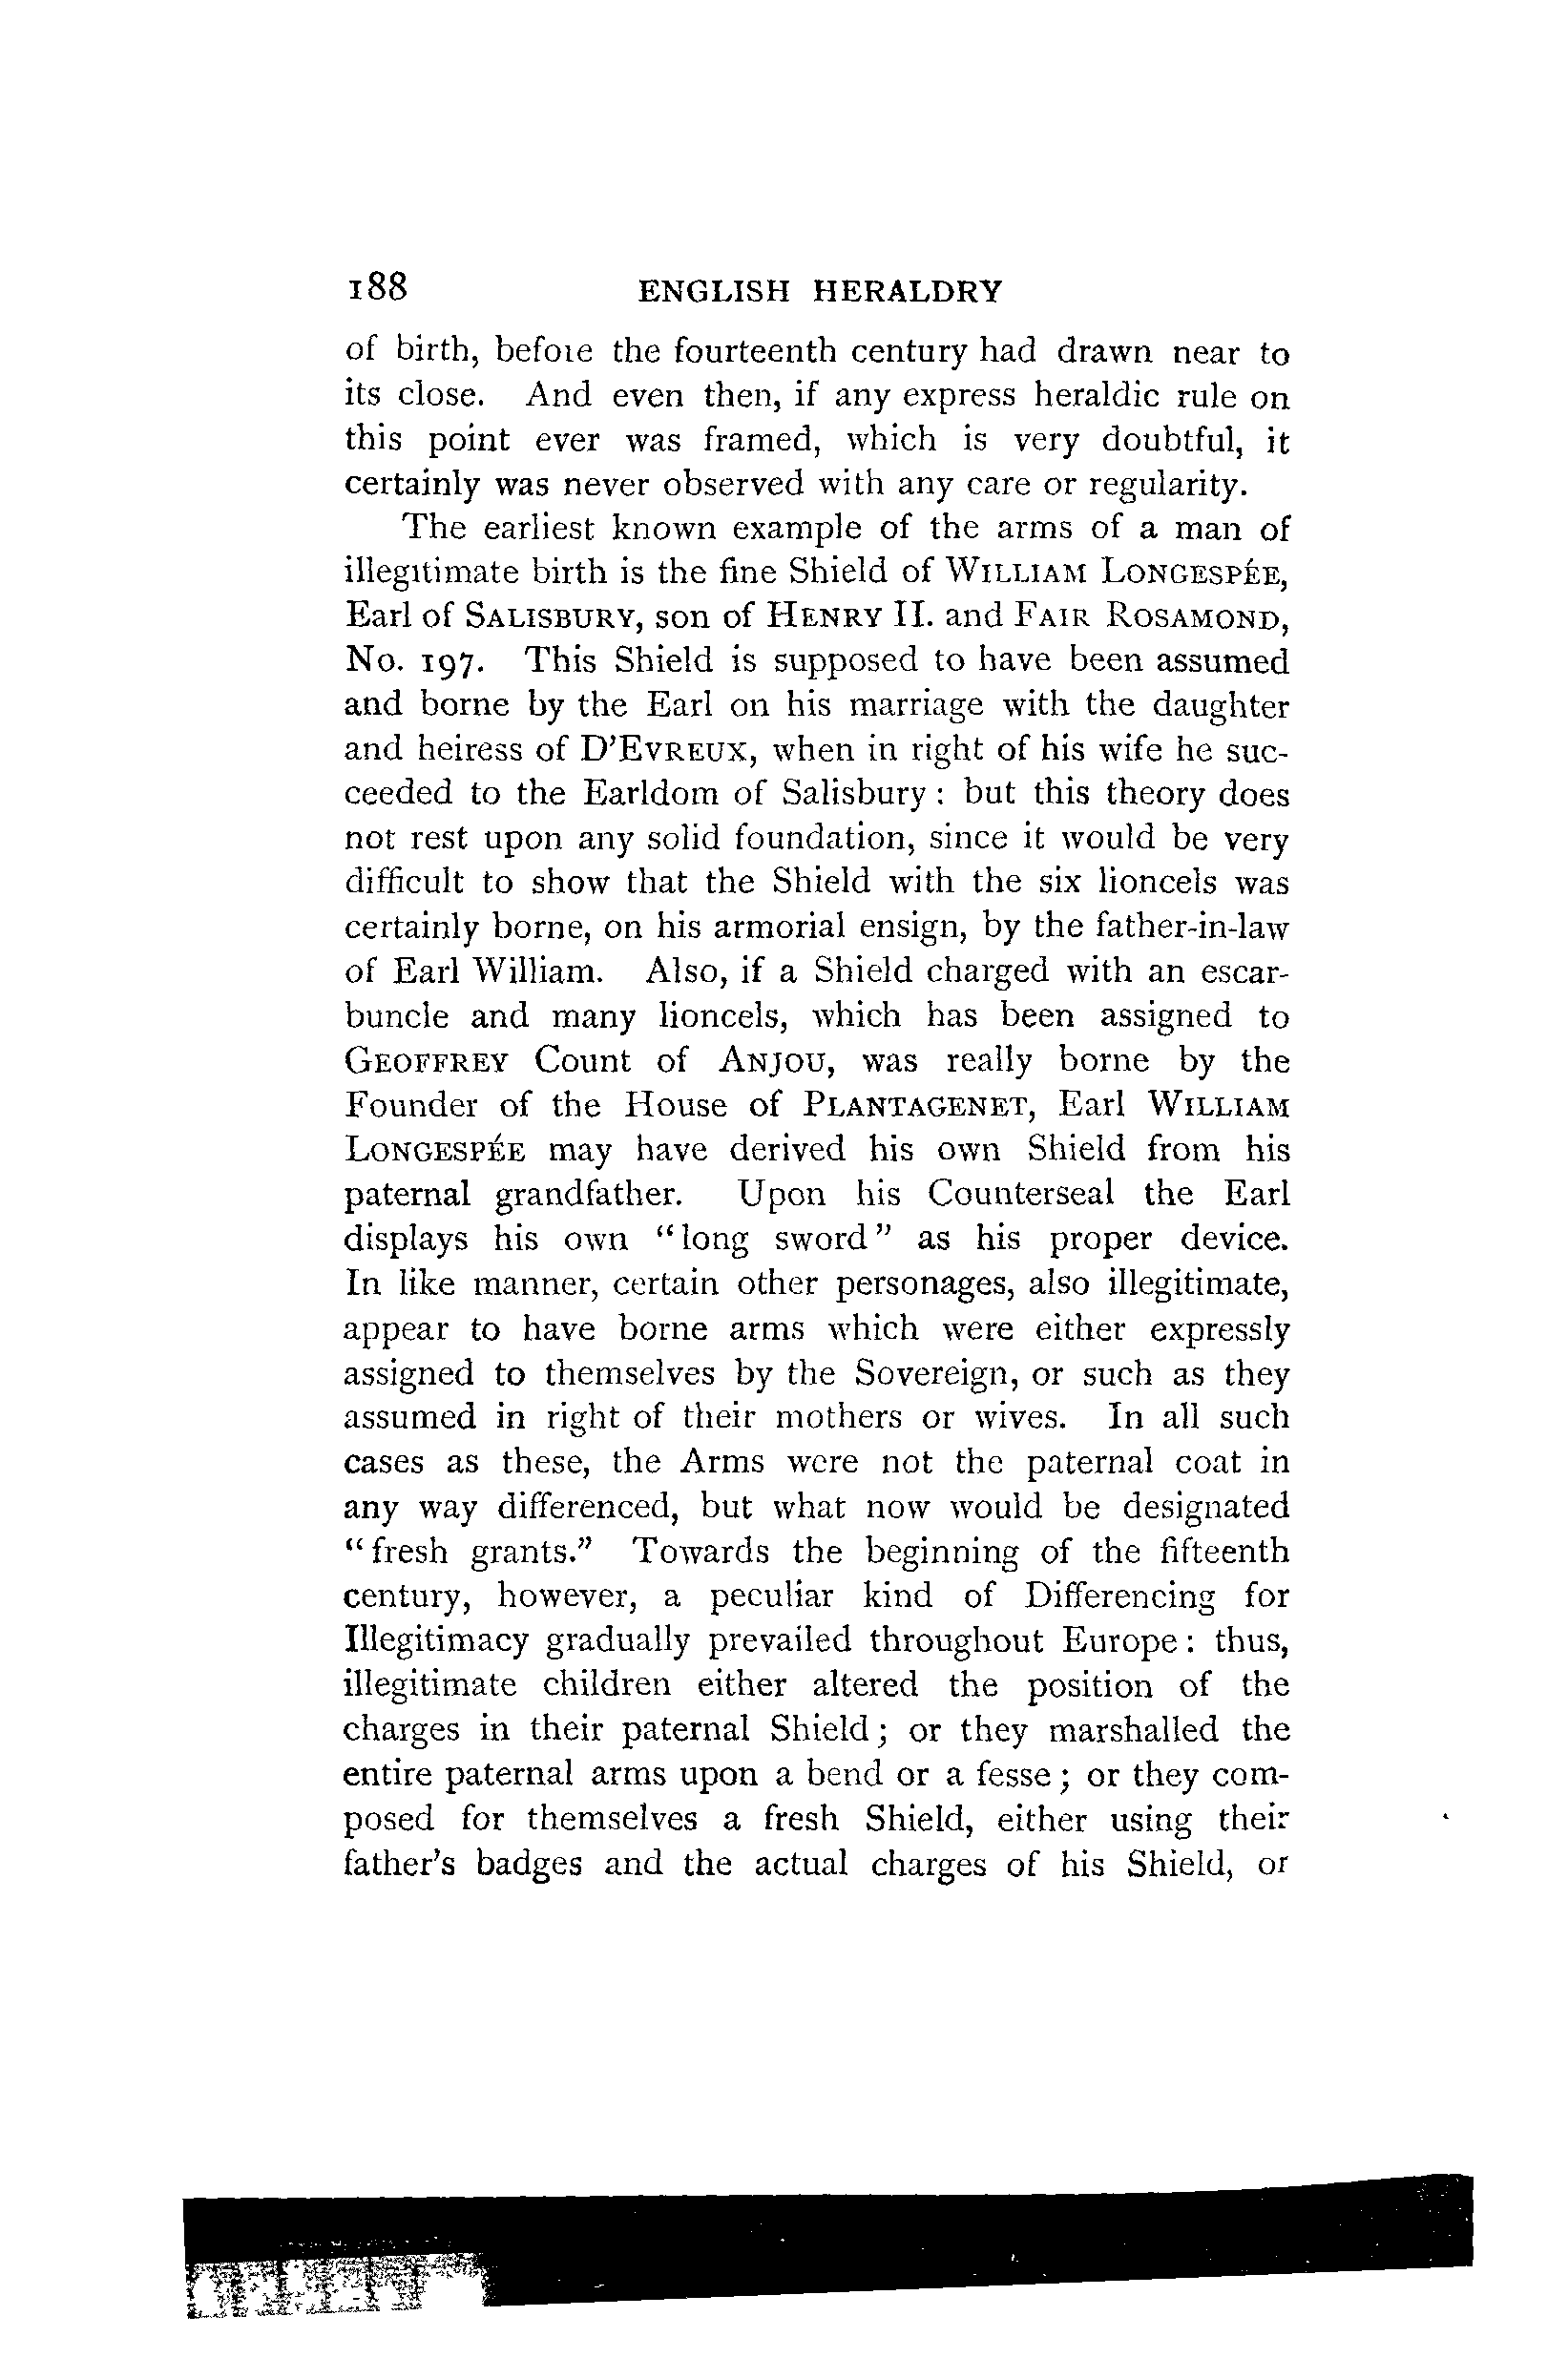 188 ENGLISH HERALDRY
of birth, before the fourteenth century had drawn near to
its close. And even then, if any express heraldic rule on
this point ever was framed, which is very doubtful, it
certainly was never observed with any care or regularity.
The earliest known example of the arms of a man of
illegitimate birth is the fine Shield of WILLIAM LONGESPÉE,
Earl of SALISBURY, son of HENRY II. and FAIR ROSAMOND,
No. 197. This Shield is supposed to have been assumed
and borne by the Earl on his marriage with the daughter
and heiress of D'EVREUX, when in right of his wife he suc-
ceeded to the Earldom of Salisbury: but this theory does
not rest upon any solid foundation, since it would be very
difficult to show that the Shield with the six lioncels was
certainly borne, on his armorial ensign, by the father-in-law
of Earl William. Also, if a Shield charged with an escar-
buncle and many lioncels, which has been assigned to
GEOFFREY Count of ANJOU, was really borne by the
Founder of the House of PLANTAGENET, Earl WILLIAM
LONGESPÉE may have derived his own Shield from his
paternal grandfather. Upon his Counterseal the Earl
displays his own "long sword" as his proper device.
In like manner, certain other personages, also illegitimate,
appear to have borne arms which were either expressly
assigned to themselves by the Sovereign, or such as they
assumed in right of their mothers or wives. In all such
cases as these, the Arms were not the paternal coat in
any way differenced, but what now would be designated
"fresh grants." Towards the beginning of the fifteenth
century, however, a peculiar kind of Differencing for
Illegitimacy gradually prevailed throughout Europe: thus,
illegitimate children either altered the position of the
charges in their paternal Shield; or they marshalled the
entire paternal arms upon a bend or a fesse; or they com-
posed for themselves a fresh Shield, either using their
father's badges and the actual charges of his Shield, or